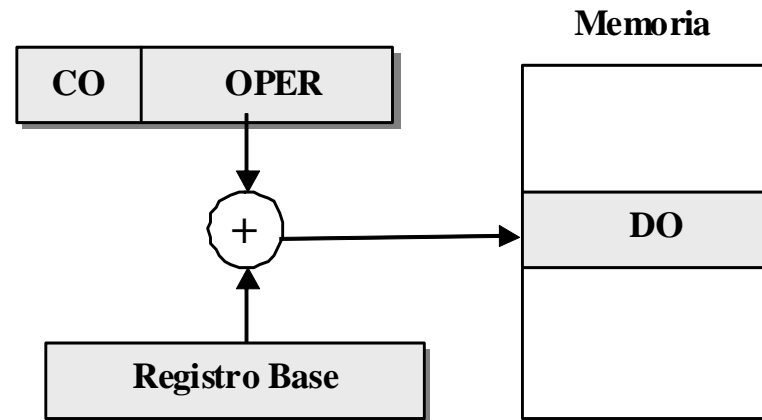 Memoria
CO OPER
+
DO
Registro Base